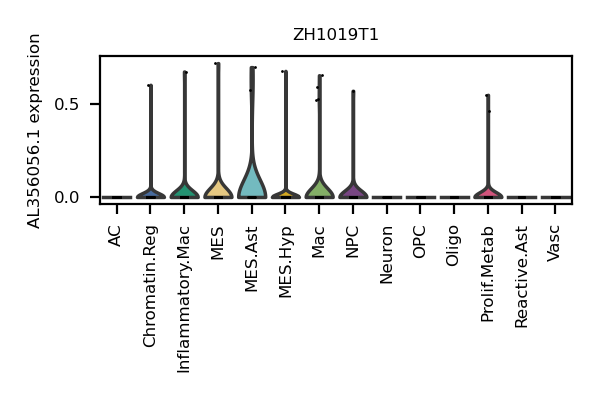 ZH1019T1
AL356056.1 expression
0.5
0.0
AC
Chromatin.Reg
Inflammatory.Mac
MES
MES.Ast
MES.Hyp
Mac
NPC
Neuron
OPC
Oligo
Prolif.Metab
Reactive.Ast
Vasc